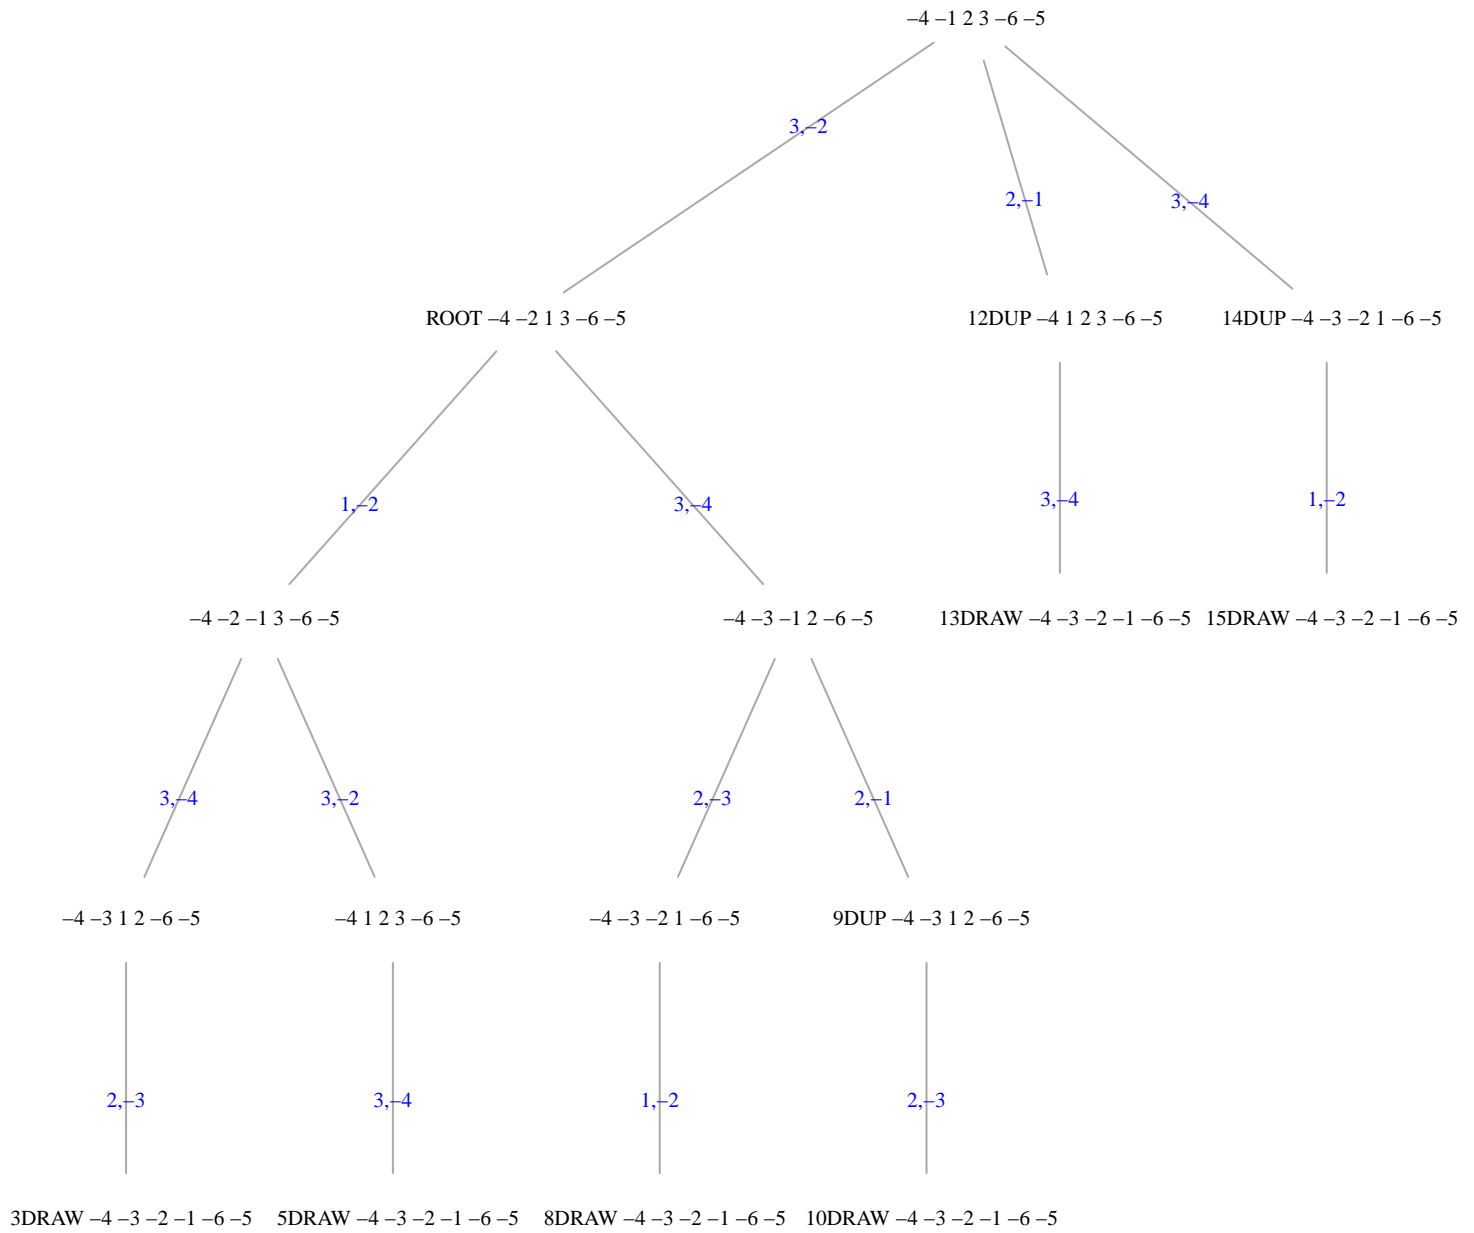 –4 –1 2 3 –6 –5
3,–2
2,–1
3,–4
ROOT –4 –2 1 3 –6 –5
12DUP –4 1 2 3 –6 –5
14DUP –4 –3 –2 1 –6 –5
1,–2
3,–4
3,–4
1,–2
–4 –2 –1 3 –6 –5
–4 –3 –1 2 –6 –5
13DRAW –4 –3 –2 –1 –6 –5
15DRAW –4 –3 –2 –1 –6 –5
3,–4
3,–2
2,–3
2,–1
–4 –3 1 2 –6 –5
–4 1 2 3 –6 –5
–4 –3 –2 1 –6 –5
9DUP –4 –3 1 2 –6 –5
2,–3
3,–4
1,–2
2,–3
3DRAW –4 –3 –2 –1 –6 –5
5DRAW –4 –3 –2 –1 –6 –5
8DRAW –4 –3 –2 –1 –6 –5
10DRAW –4 –3 –2 –1 –6 –5